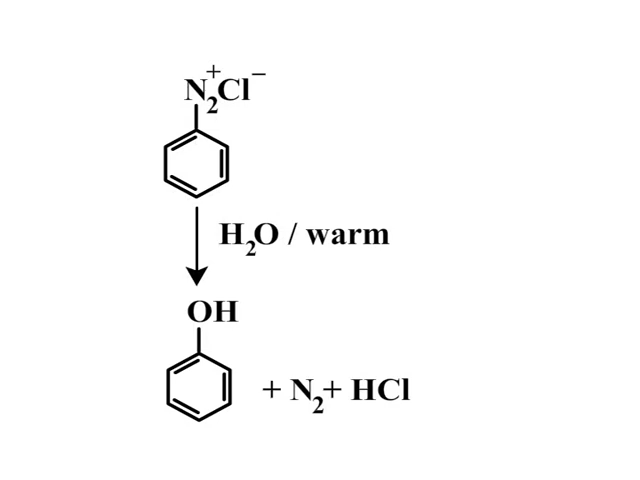 N₂⁺Cl⁻
H₂O / warm
OH
+ N₂+ HCl